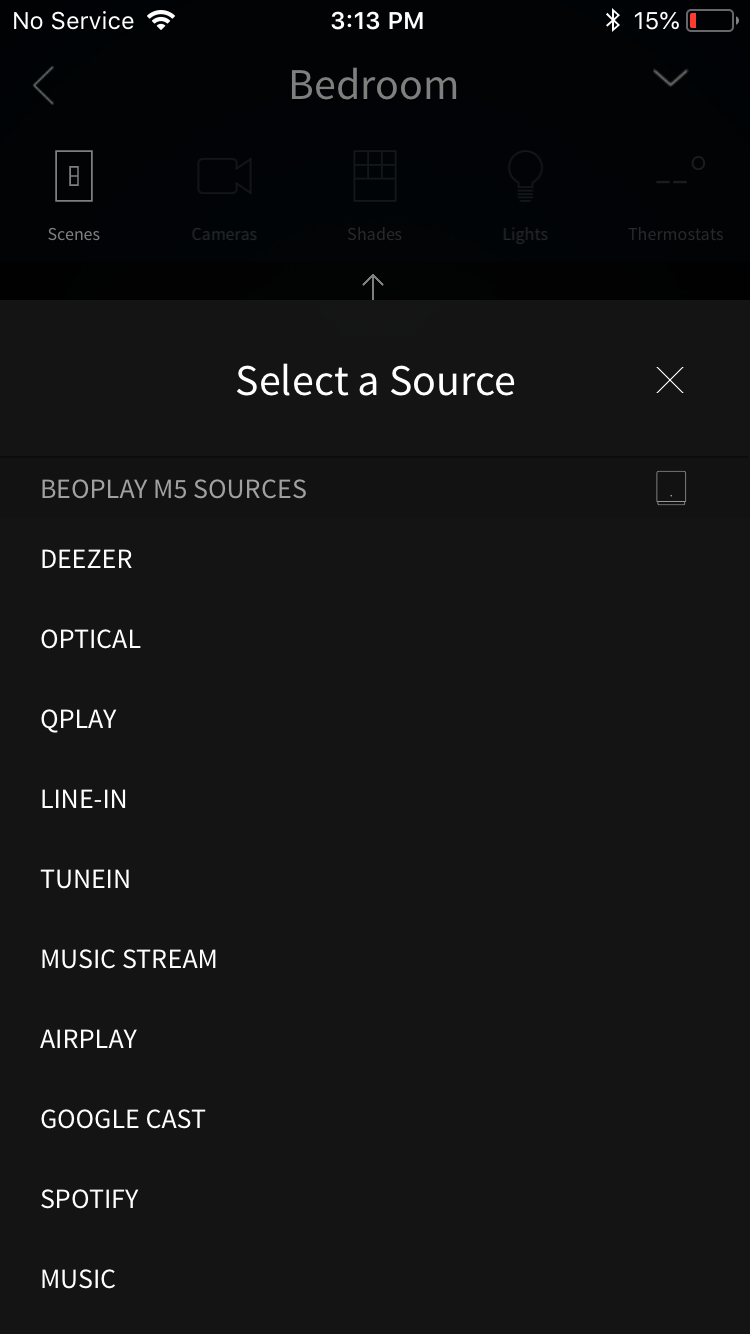 No Service 3:13 PM 15%
Bedroom
Scenes Cameras Shades Lights Thermostats
Select a Source
BEOPLAY M5 SOURCES
DEEZER
OPTICAL
QPLAY
LINE-IN
TUNEIN
MUSIC STREAM
AIRPLAY
GOOGLE CAST
SPOTIFY
MUSIC